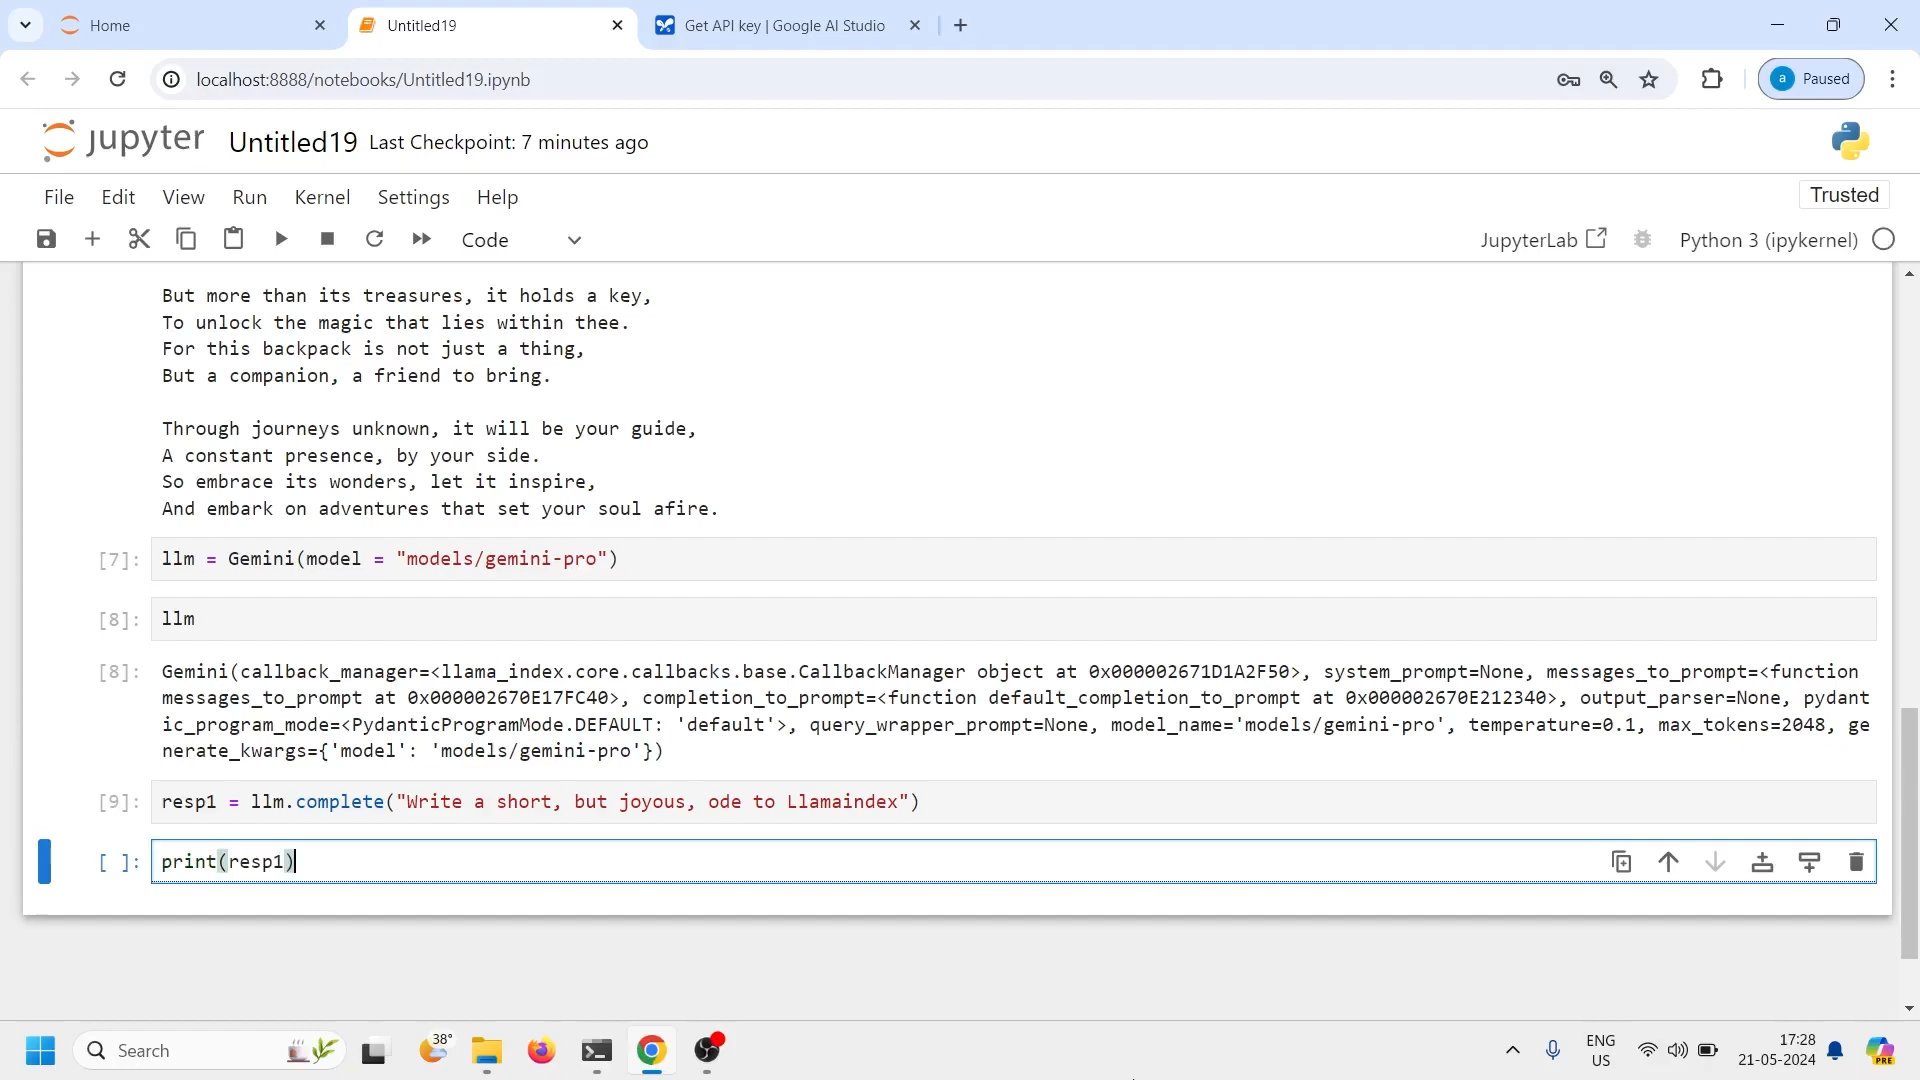 Home
Untitled19
Get API key | Google AI Studio
localhost:8888/notebooks/Untitled19.ipynb
a Paused
jupyter Untitled19 Last Checkpoint: 7 minutes ago
File Edit View Run Kernel Settings Help
Trusted
Code
JupyterLab
Python 3 (ipykernel)
But more than its treasures, it holds a key,
To unlock the magic that lies within thee.
For this backpack is not just a thing,
But a companion, a friend to bring.
Through journeys unknown, it will be your guide,
A constant presence, by your side.
So embrace its wonders, let it inspire,
And embark on adventures that set your soul afire.
[7]: llm = Gemini(model = "models/gemini-pro")
[8]: llm
[8]: Gemini(callback_manager=<llama_index.core.callbacks.base.CallbackManager object at 0x000002671D1A2F50>, system_prompt=None, messages_to_prompt=<function
messages_to_prompt at 0x000002670E17FC40>, completion_to_prompt=<function default_completion_to_prompt at 0x000002670E212340>, output_parser=None, pydant
ic_program_mode=<PydanticProgramMode.DEFAULT: 'default'>, query_wrapper_prompt=None, model_name='models/gemini-pro', temperature=0.1, max_tokens=2048, ge
nerate_kwargs={'model': 'models/gemini-pro'})
[9]: resp1 = llm.complete("Write a short, but joyous, ode to Llamaindex")
[ ]: print(resp1)
Search
38°
ENG
US
17:28
21-05-2024
PRE